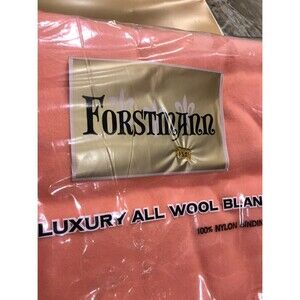 FORSTMANN
LUXURY ALL WOOL BLAN
100% NYLON BINDIN